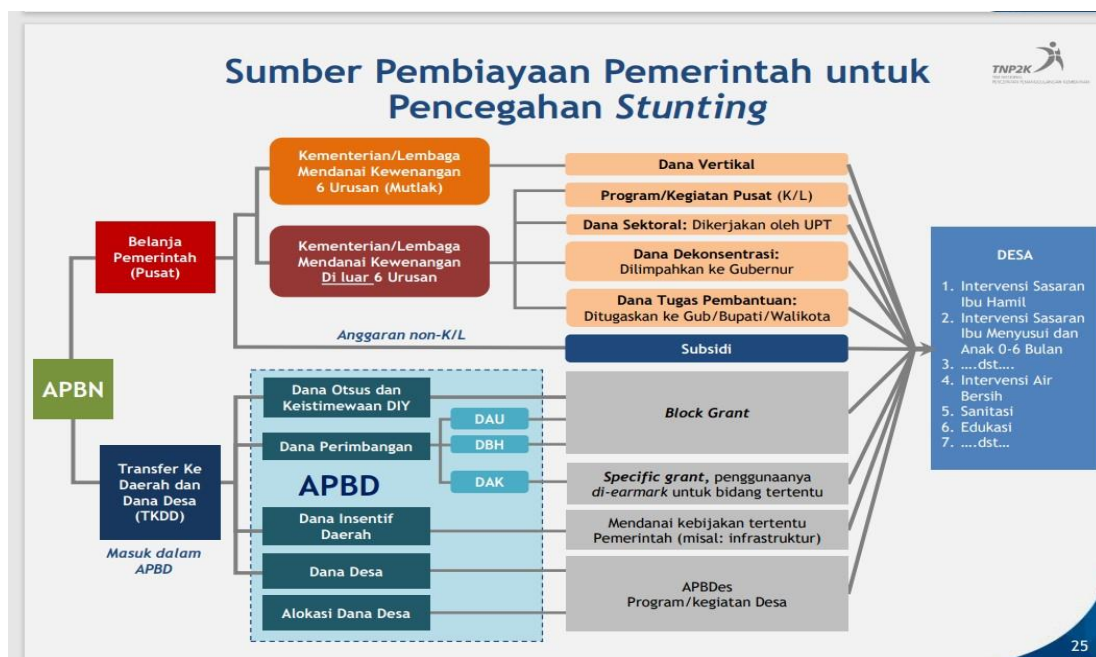 Sumber Pembiayaan Pemerintah untuk
Pencegahan Stunting
TNP2K
Kementerian/Lembaga
Mendanai Kewenangan
6 Urusan (Mutlak)
Dana Vertikal
Program/Kegiatan Pusat (K/L)
Belanja
Pemerintah
(Pusat)
Kementerian/Lembaga
Mendanai Kewenangan
Di luar 6 Urusan
Dana Sektoral: Dikerjakan oleh UPT
Dana Dekonsentrasi:
Dilimpahkan ke Gubernur
Dana Tugas Pembantuan:
Ditugaskan ke Gub/Bupati/Walikota
Anggaran non-K/L
Subsidi
APBN
Transfer Ke
Daerah dan
Dana Desa
(TKDD)
Masuk dalam
APBD
Dana Otsus dan
Keistimewaan DIY
Dana Perimbangan
DAU
DBH
DAK
APBD
Dana Insentif
Daerah
Dana Desa
Alokasi Dana Desa
Block Grant
Specific grant, penggunaanya
di-earmark untuk bidang tertentu
Mendanai kebijakan tertentu
Pemerintah (misal: infrastruktur)
APBDes
Program/kegiatan Desa
DESA
1. Intervensi Sasaran
Ibu Hamil
2. Intervensi Sasaran
Ibu Menyusui dan
Anak 0-6 Bulan
3. ....dst....
4. Intervensi Air
Bersih
5. Sanitasi
6. Edukasi
7. ....dst...
25